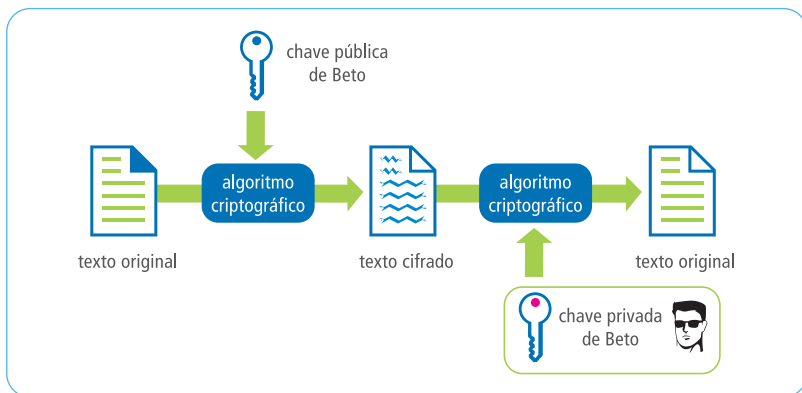 chave pública
de Beto
algoritmo
criptográfico
algoritmo
criptográfico
texto original
texto cifrado
texto original
chave privada
de Beto